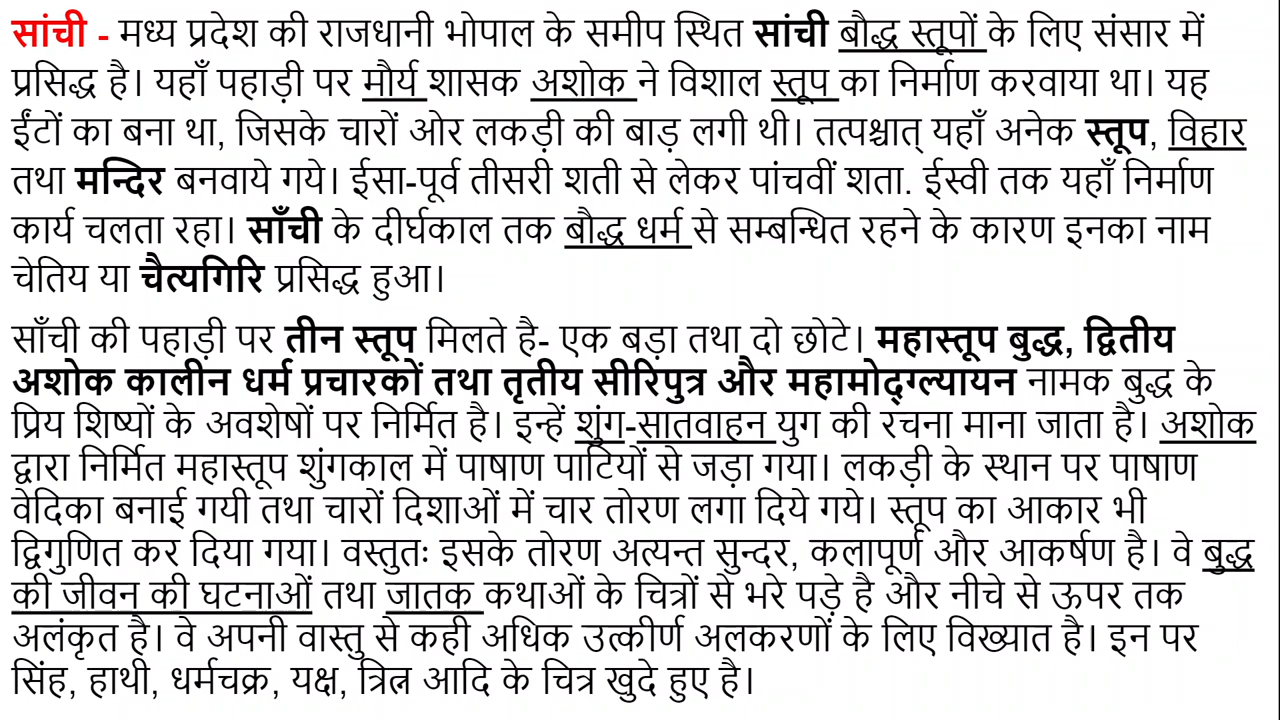 सांची - मध्य प्रदेश की राजधानी भोपाल के समीप स्थित सांची बौद्ध स्तूपों के लिए संसार में
प्रसिद्ध है। यहाँ पहाड़ी पर मौर्य शासक अशोक ने विशाल स्तूप का निर्माण करवाया था। यह
ईंटों का बना था, जिसके चारों ओर लकड़ी की बाड़ लगी थी। तत्पश्चात् यहाँ अनेक स्तूप, विहार
तथा मन्दिर बनवाये गये। ईसा-पूर्व तीसरी शती से लेकर पांचवीं शता. ईस्वी तक यहाँ निर्माण
कार्य चलता रहा। साँची के दीर्घकाल तक बौद्ध धर्म से सम्बन्धित रहने के कारण इनका नाम
चेतिय या चैत्यगिरि प्रसिद्ध हुआ।
साँची की पहाड़ी पर तीन स्तूप मिलते है- एक बड़ा तथा दो छोटे। महास्तूप बुद्ध, द्वितीय
अशोक कालीन धर्म प्रचारकों तथा तृतीय सीरिपुत्र और महामोद्ग्ल्यायन नामक बुद्ध के
प्रिय शिष्यों के अवशेषों पर निर्मित है। इन्हें शुंग-सातवाहन युग की रचना माना जाता है। अशोक
द्वारा निर्मित महास्तूप शुंगकाल में पाषाण पाटियों से जड़ा गया। लकड़ी के स्थान पर पाषाण
वेदिका बनाई गयी तथा चारों दिशाओं में चार तोरण लगा दिये गये। स्तूप का आकार भी
द्विगुणित कर दिया गया। वस्तुतः इसके तोरण अत्यन्त सुन्दर, कलापूर्ण और आकर्षण है। वे बुद्ध
की जीवन की घटनाओं तथा जातक कथाओं के चित्रों से भरे पड़े है और नीचे से ऊपर तक
अलंकृत है। वे अपनी वास्तु से कही अधिक उत्कीर्ण अलकरणों के लिए विख्यात है। इन पर
सिंह, हाथी, धर्मचक्र, यक्ष, त्रित्न आदि के चित्र खुदे हुए है।